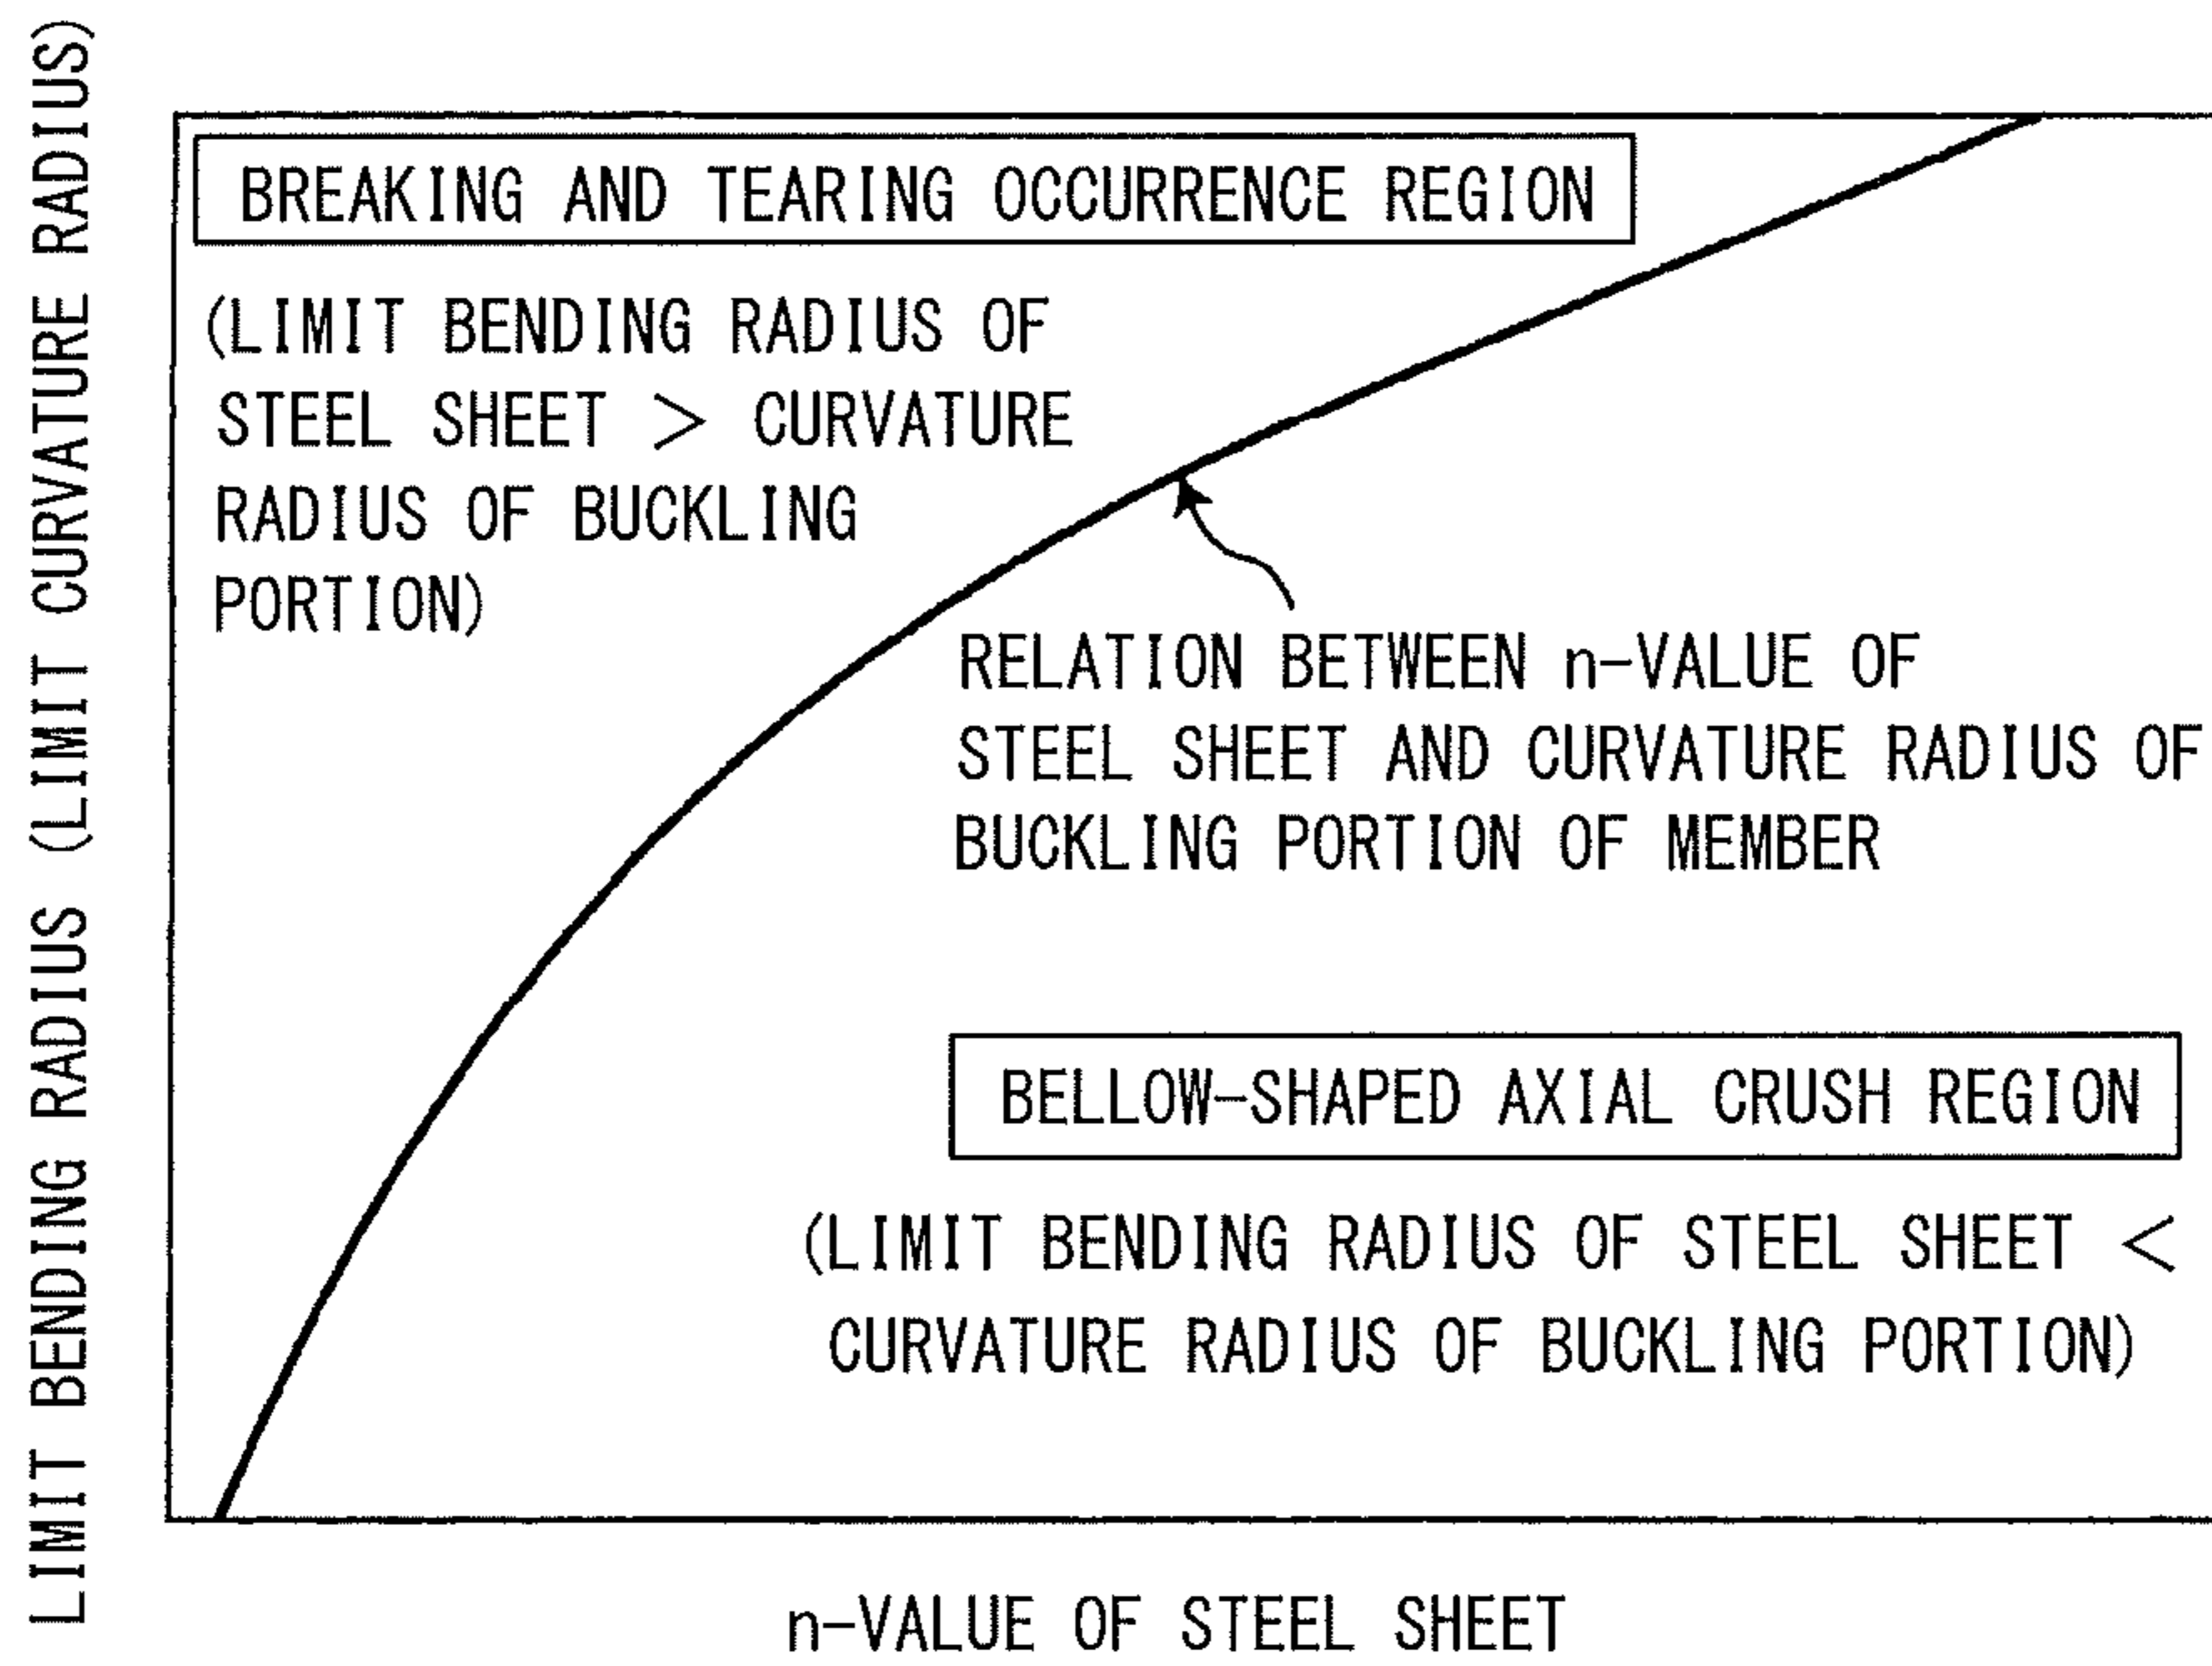 LIMIT BENDING RADIUS (LIMIT CURVATURE RADIUS)
BREAKING AND TEARING OCCURRENCE REGION
(LIMIT BENDING RADIUS OF
STEEL SHEET > CURVATURE
RADIUS OF BUCKLING
PORTION)
RELATION BETWEEN n-VALUE OF
STEEL SHEET AND CURVATURE RADIUS OF
BUCKLING PORTION OF MEMBER
BELLOW-SHAPED AXIAL CRUSH REGION
(LIMIT BENDING RADIUS OF STEEL SHEET <
CURVATURE RADIUS OF BUCKLING PORTION)
n-VALUE OF STEEL SHEET